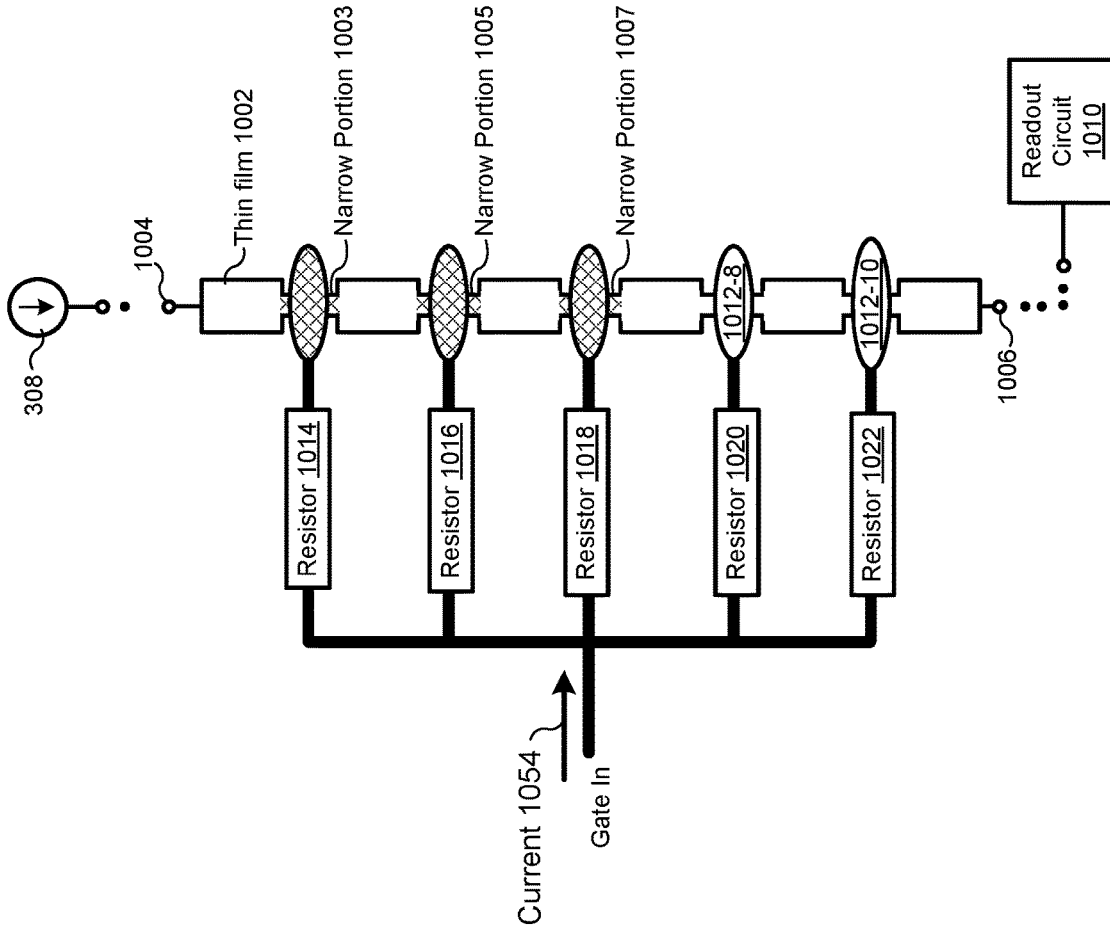 308
1004
Thin film 1002
Narrow Portion 1003
Narrow Portion 1005
Narrow Portion 1007
Resistor 1014
Resistor 1016
Resistor 1018
Resistor 1020
1012-8
Resistor 1022
1012-10
Current 1054
Gate In
1006
Readout
Circuit
1010